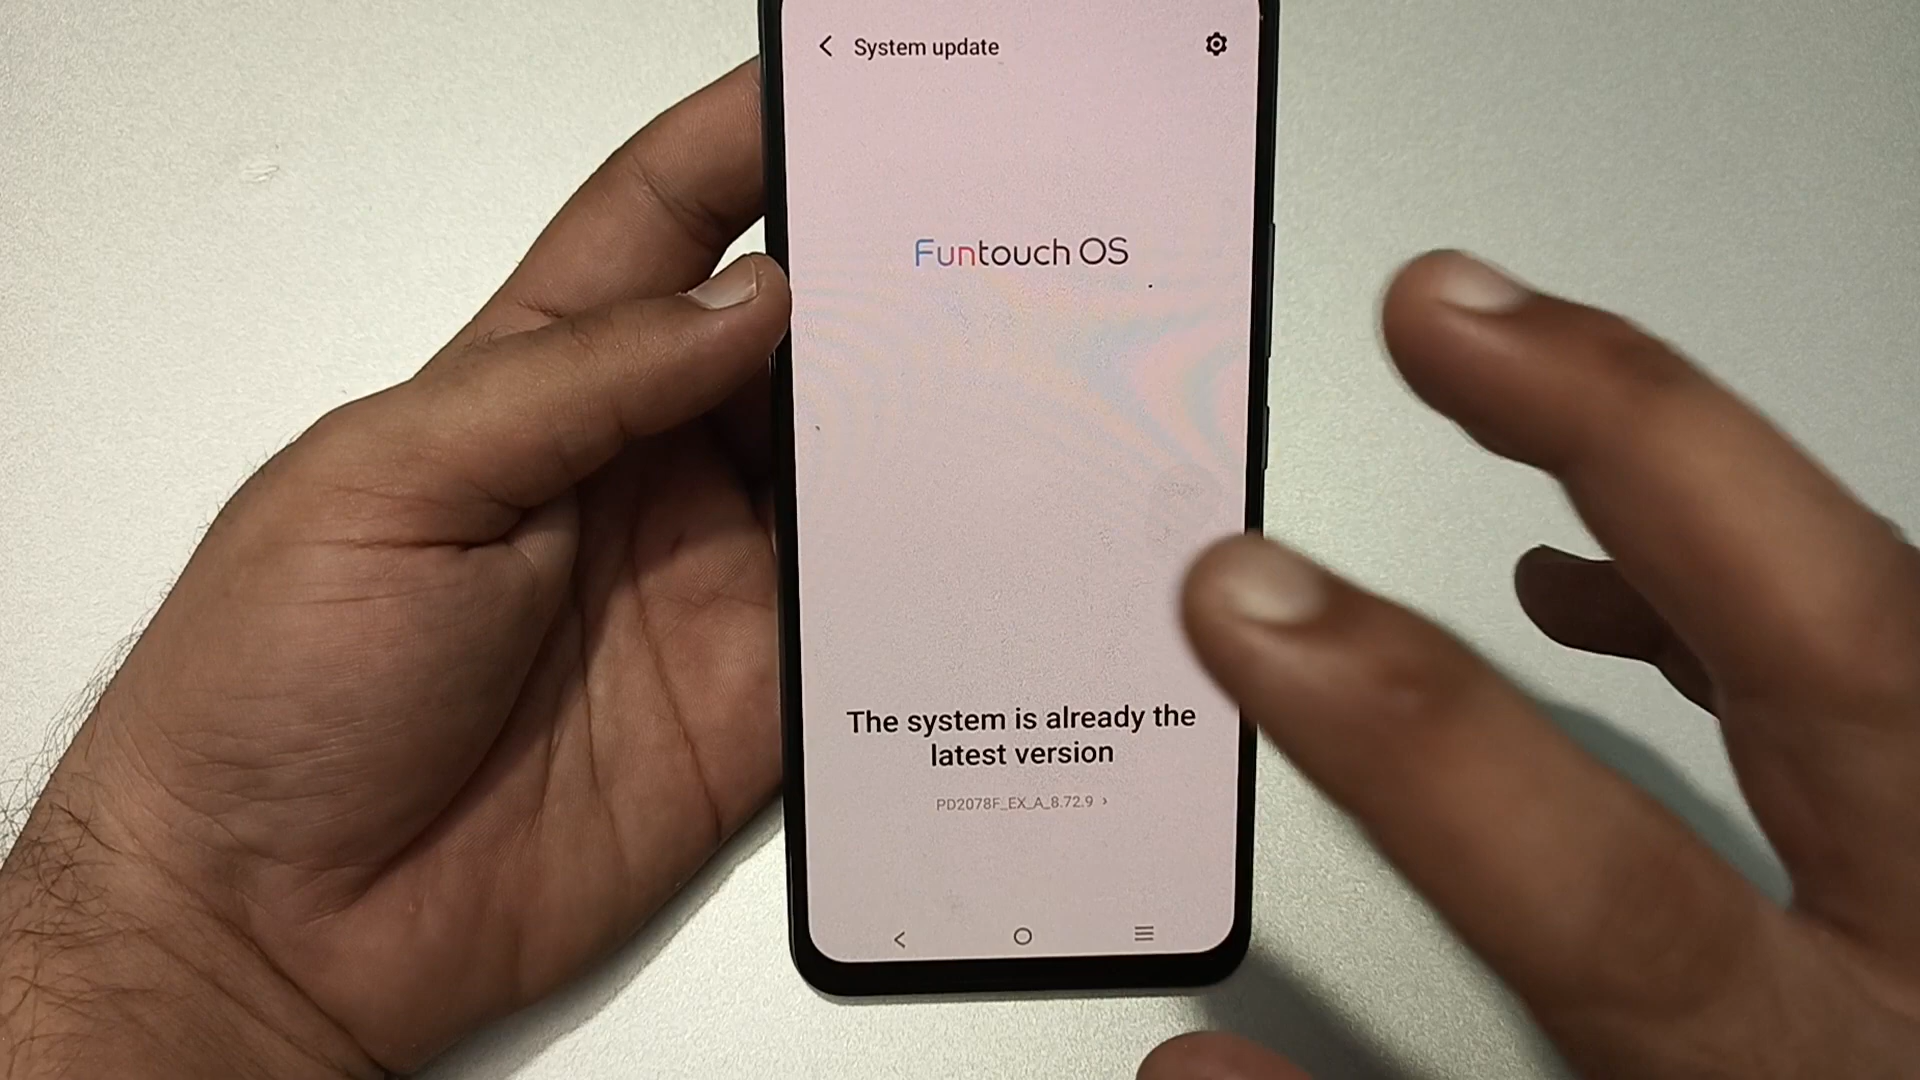 System update
Funtouch OS
The system is already the
latest version
PD2078F_EX_A_8.72.9 >